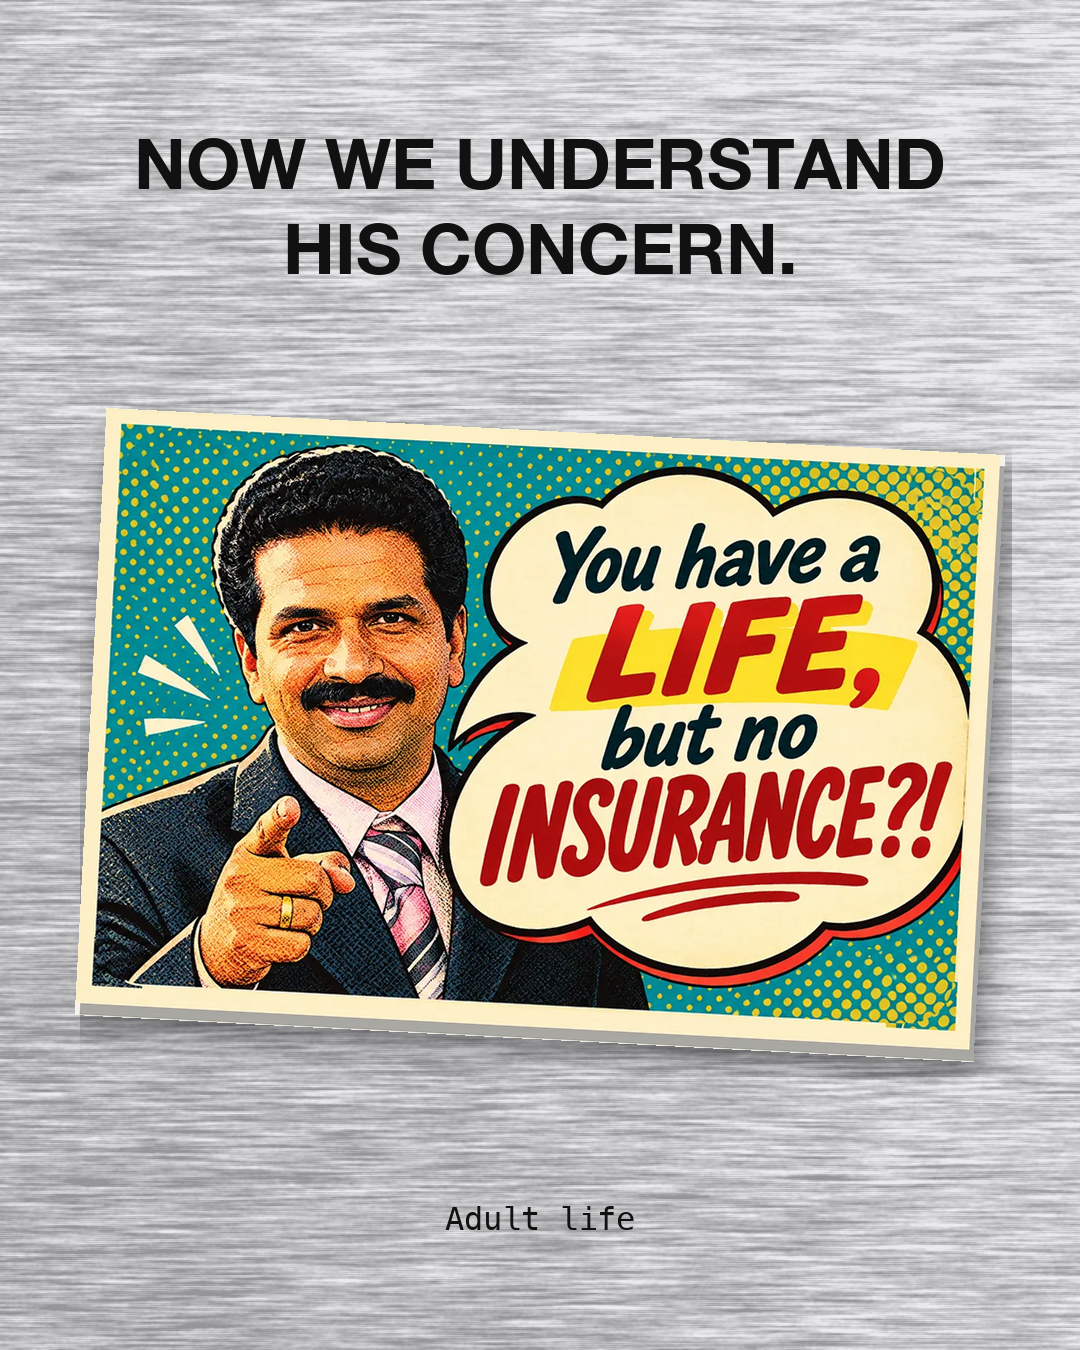 NOW WE UNDERSTAND
HIS CONCERN.
You have a
LIFE,
but no
INSURANCE?!
Adult life